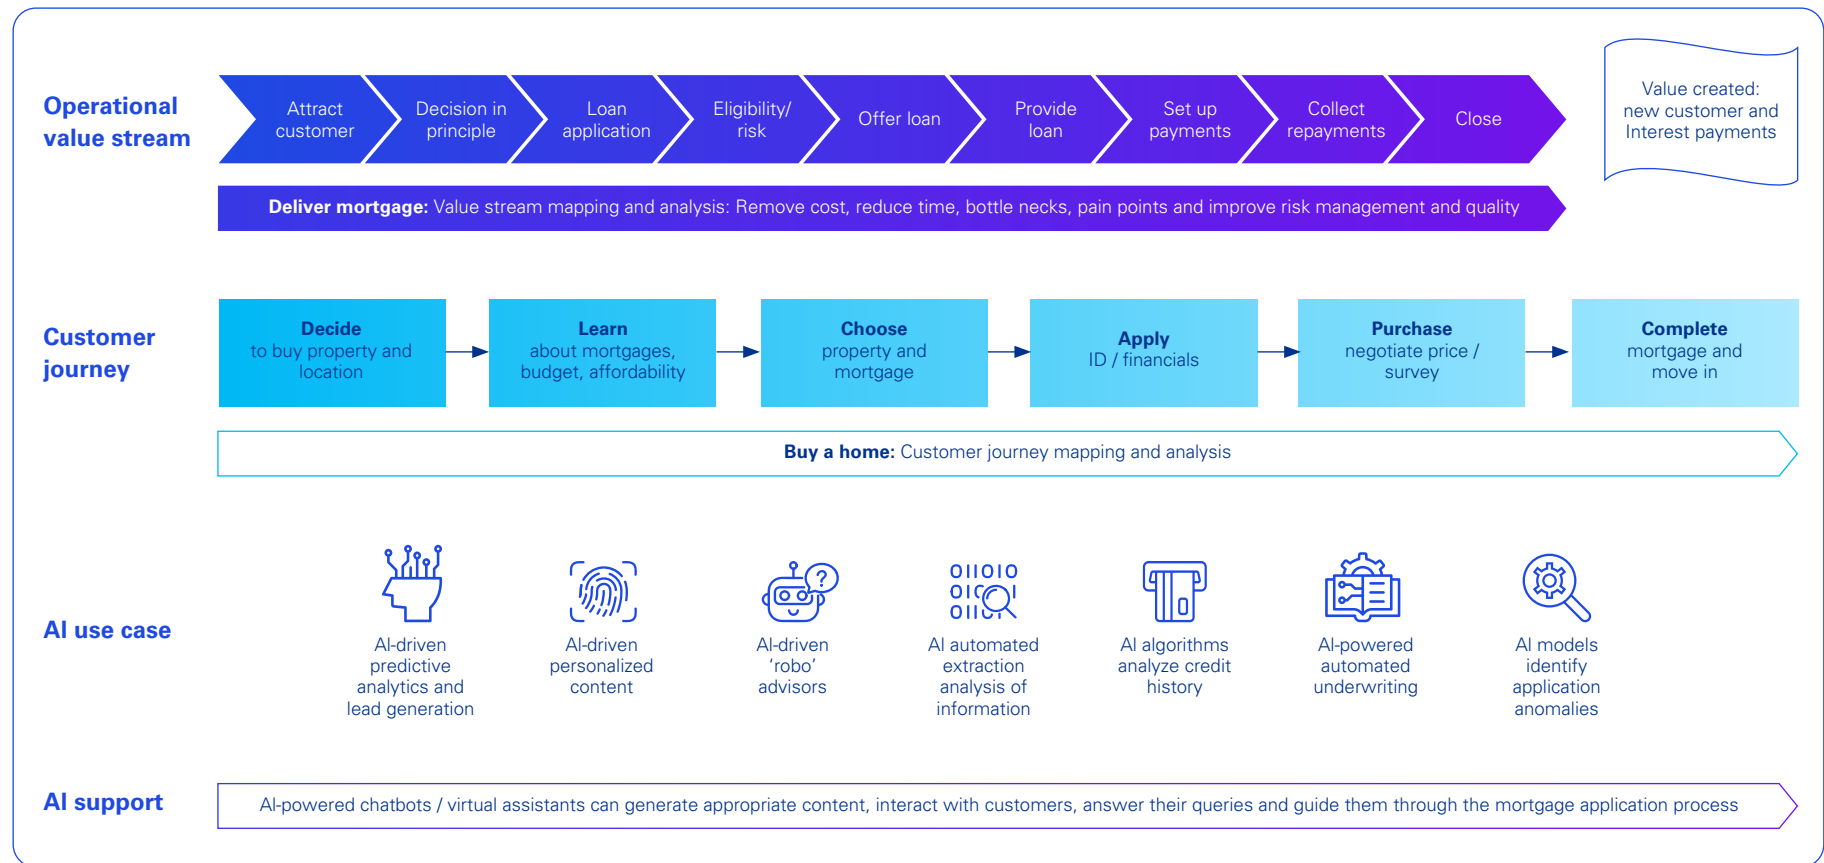 Operational
value stream
Attract
customer
Decision in
principle
Loan
application
Eligibility/
risk
Offer loan
Provide
loan
Set up
payments
Collect
repayments
Close
Value created:
new customer and
Interest payments
Deliver mortgage: Value stream mapping and analysis: Remove cost, reduce time, bottle necks, pain points and improve risk management and quality
Customer
journey
Decide
to buy property and
location
Learn
about mortgages,
budget, affordability
Choose
property and
mortgage
Apply
ID / financials
Purchase
negotiate price /
survey
Complete
mortgage and
move in
Buy a home: Customer journey mapping and analysis
AI use case
?
011010
AI-driven
predictive
analytics and
lead generation
AI-driven
personalized
content
AI-driven
‘robo’
advisors
AI automated
extraction
analysis of
information
AI algorithms
analyze credit
history
AI-powered
automated
underwriting
AI models
identify
application
anomalies
AI support
AI-powered chatbots / virtual assistants can generate appropriate content, interact with customers, answer their queries and guide them through the mortgage application process